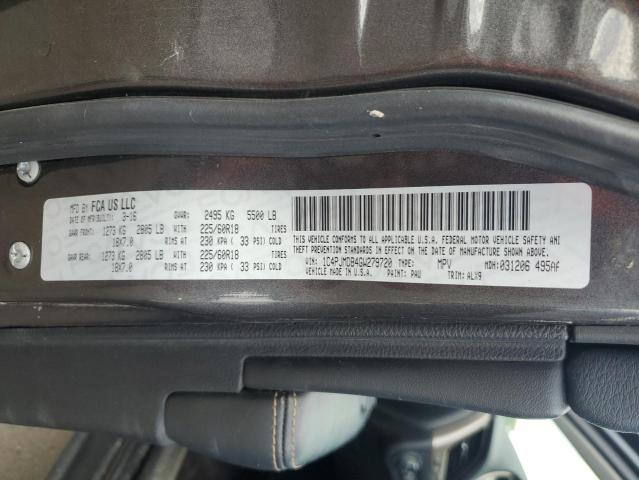 MFD BY FCA US LLC
DATE OF MFR(BUILT): 3-16 GVWR: 2495 KG 5500 LB
GAWR FRONT: 1273 KG 2805 LB WITH 225/60R18 TIRES
18X7.0 RIMS AT 230 KPA ( 33 PSI) COLD
GAWR REAR: 1273 KG 2805 LB WITH 225/60R18 TIRES
18X7.0 RIMS AT 230 KPA ( 33 PSI) COLD
THIS VEHICLE CONFORMS TO ALL APPLICABLE U.S.A. FEDERAL MOTOR VEHICLE SAFETY AND
THEFT PREVENTION STANDARDS IN EFFECT ON THE DATE OF MANUFACTURE SHOWN ABOVE.
VIN: 1C4PJMDB4GW279720 TYPE: MPV MDH: 031206 495AF
VEHICLE MADE IN U.S.A. PAINT: PAU TRIM: ALX9